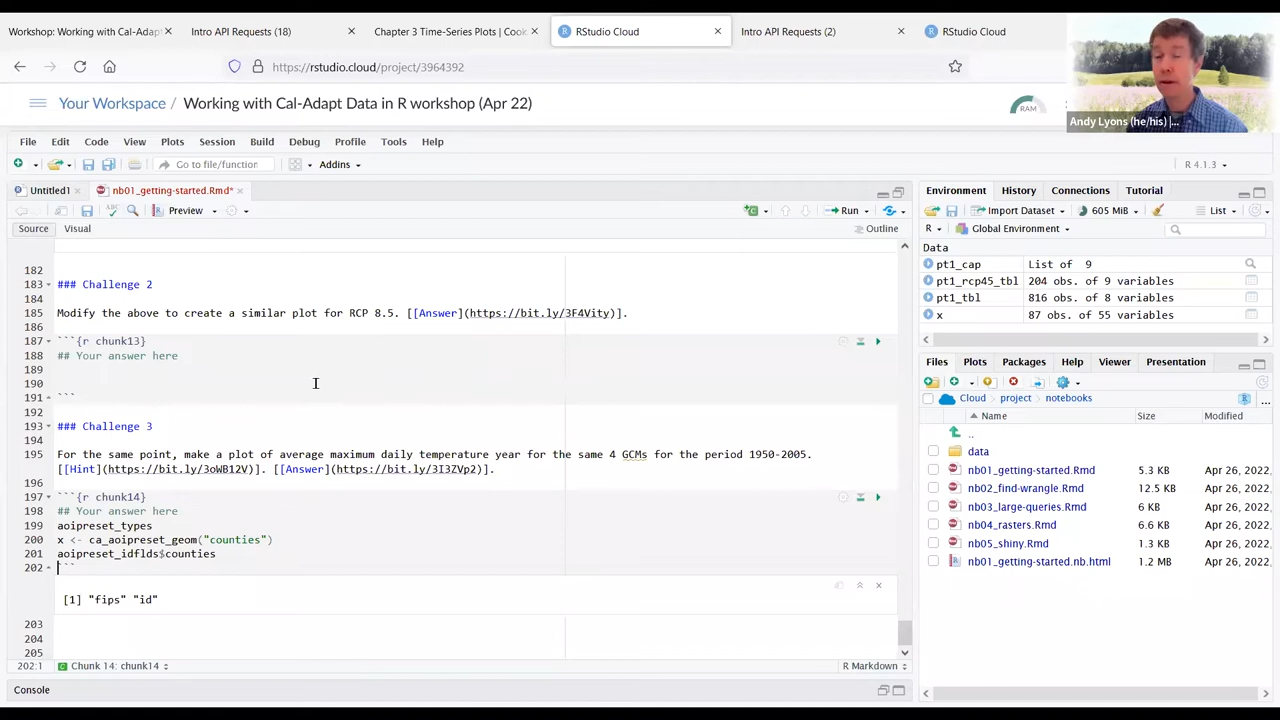 Workshop: Working with Cal-Adapt
Intro API Requests (18)
Chapter 3 Time-Series Plots | Cook
RStudio Cloud
Intro API Requests (2)
RStudio Cloud
https://rstudio.cloud/project/3964392
Your Workspace / Working with Cal-Adapt Data in R workshop (Apr 22)
RAM
Andy Lyons (he/his) |...
File Edit Code View Plots Session Build Debug Profile Tools Help
Go to file/function
Addins
R 4.1.3
Untitled1
nb01_getting-started.Rmd*
Preview
Run
Source Visual
Outline
182
183 ### Challenge 2
184
185 Modify the above to create a similar plot for RCP 8.5. [[Answer](https://bit.ly/3F4Vity)].
186
187 ```{r chunk13}
188 ## Your answer here
189
190
191 ```
192
193 ### Challenge 3
194
195 For the same point, make a plot of average maximum daily temperature year for the same 4 GCMs for the period 1950-2005.
[[Hint](https://bit.ly/3oWB12V)]. [[Answer](https://bit.ly/3I3ZVp2)].
196
197 ```{r chunk14}
198 ## Your answer here
199 aoipreset_types
200 x <- ca_aoipreset_geom("counties")
201 aoipreset_idflds$counties
202 ```
[1] "fips" "id"
203
204
205
202:1 Chunk 14: chunk14
R Markdown
Console
Environment History Connections Tutorial
Import Dataset
605 MiB
List
R
Global Environment
Data
pt1_cap List of 9
pt1_rcp45_tbl 204 obs. of 9 variables
pt1_tbl 816 obs. of 8 variables
x 87 obs. of 55 variables
Files Plots Packages Help Viewer Presentation
Cloud project notebooks
...
Name Size Modified
..
data
nb01_getting-started.Rmd 5.3 KB Apr 26, 2022,
nb02_find-wrangle.Rmd 12.5 KB Apr 26, 2022,
nb03_large-queries.Rmd 6 KB Apr 26, 2022,
nb04_rasters.Rmd 6.6 KB Apr 26, 2022,
nb05_shiny.Rmd 1.3 KB Apr 26, 2022,
nb01_getting-started.nb.html 1.2 MB Apr 26, 2022,